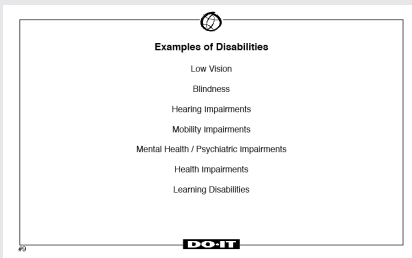 Examples of Disabilities
Low Vision
Blindness
Hearing Impairments
Mobility Impairments
Mental Health / Psychiatric Impairments
Health Impairments
Learning Disabilities
DO-IT
#9